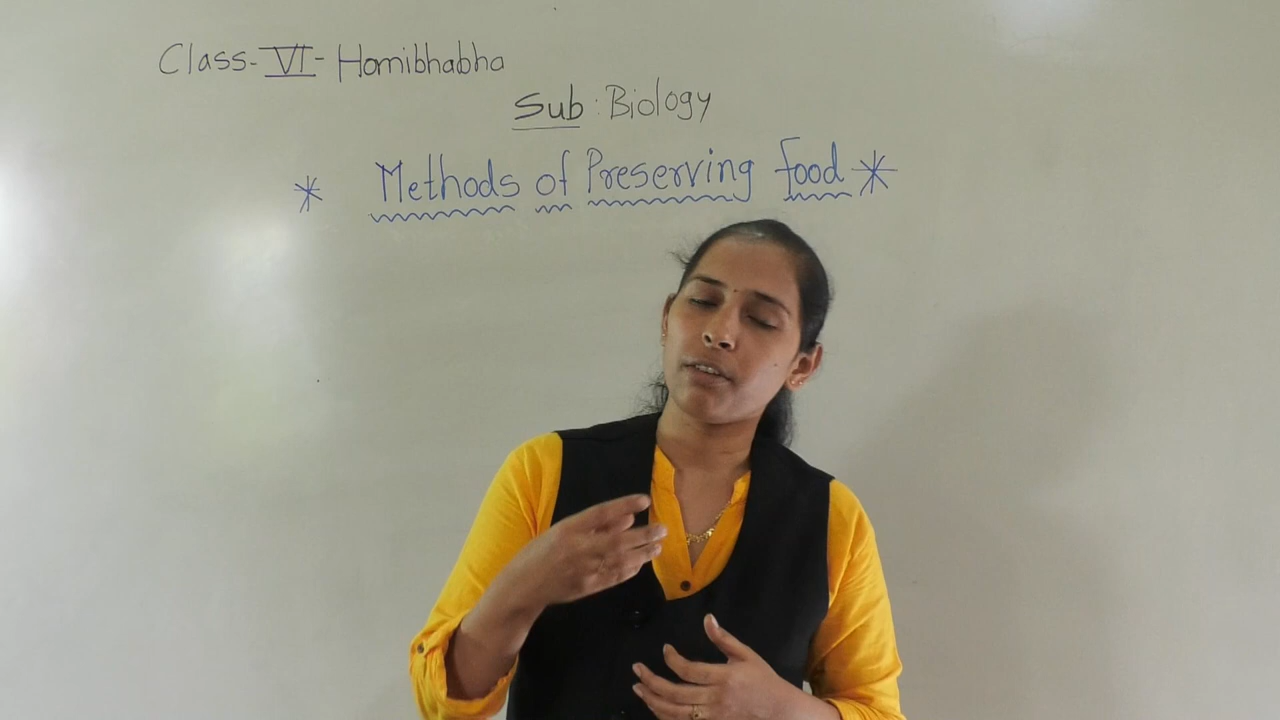 Class-VI-Homibhabha
Sub: Biology
* Methods of Preserving food *